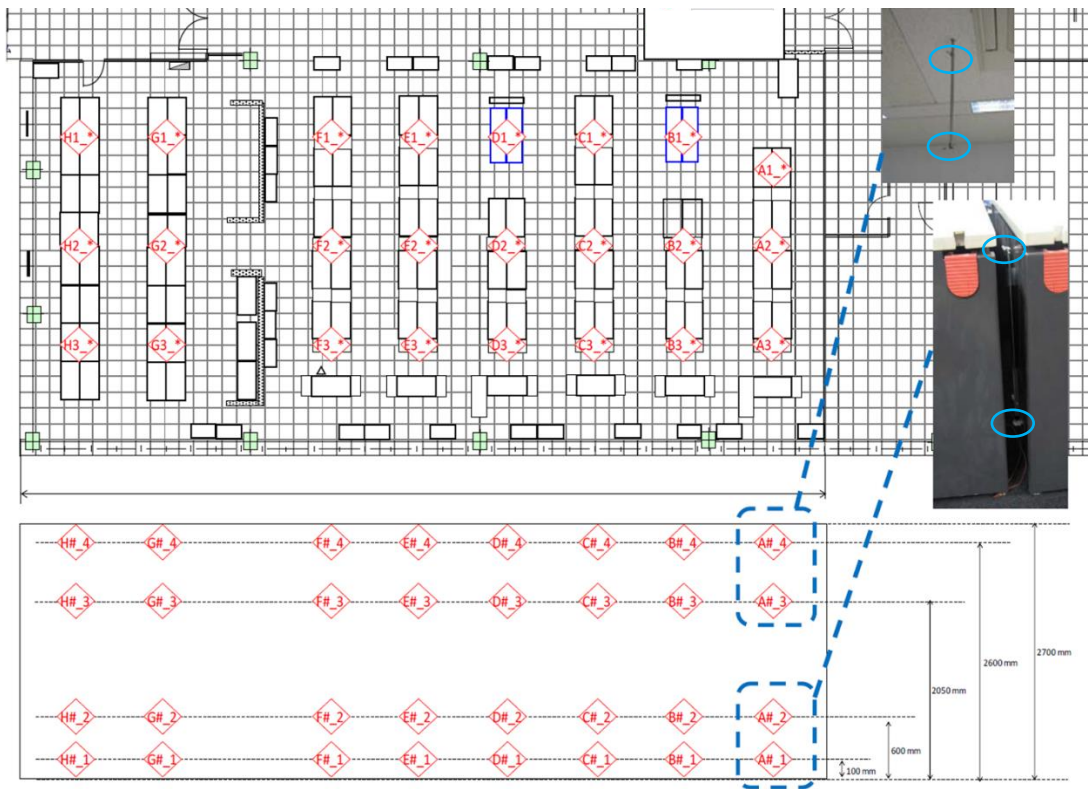 H1_* G1_* F1_* E1_* D1_* C1_* B1_*
A1_*
H2_* G2_* F2_* E2_* D2_* C2_* B2_* A2_*
H3_* G3_* F3_* E3_* D3_* C3_* B3_* A3_*
H#_4 G#_4 F#_4 E#_4 D#_4 C#_4 B#_4 A#_4
H#_3 G#_3 F#_3 E#_3 D#_3 C#_3 B#_3 A#_3
2700 mm
2600 mm
2050 mm
H#_2 G#_2 F#_2 E#_2 D#_2 C#_2 B#_2 A#_2
600 mm
H#_1 G#_1 F#_1 E#_1 D#_1 C#_1 B#_1 A#_1
100 mm